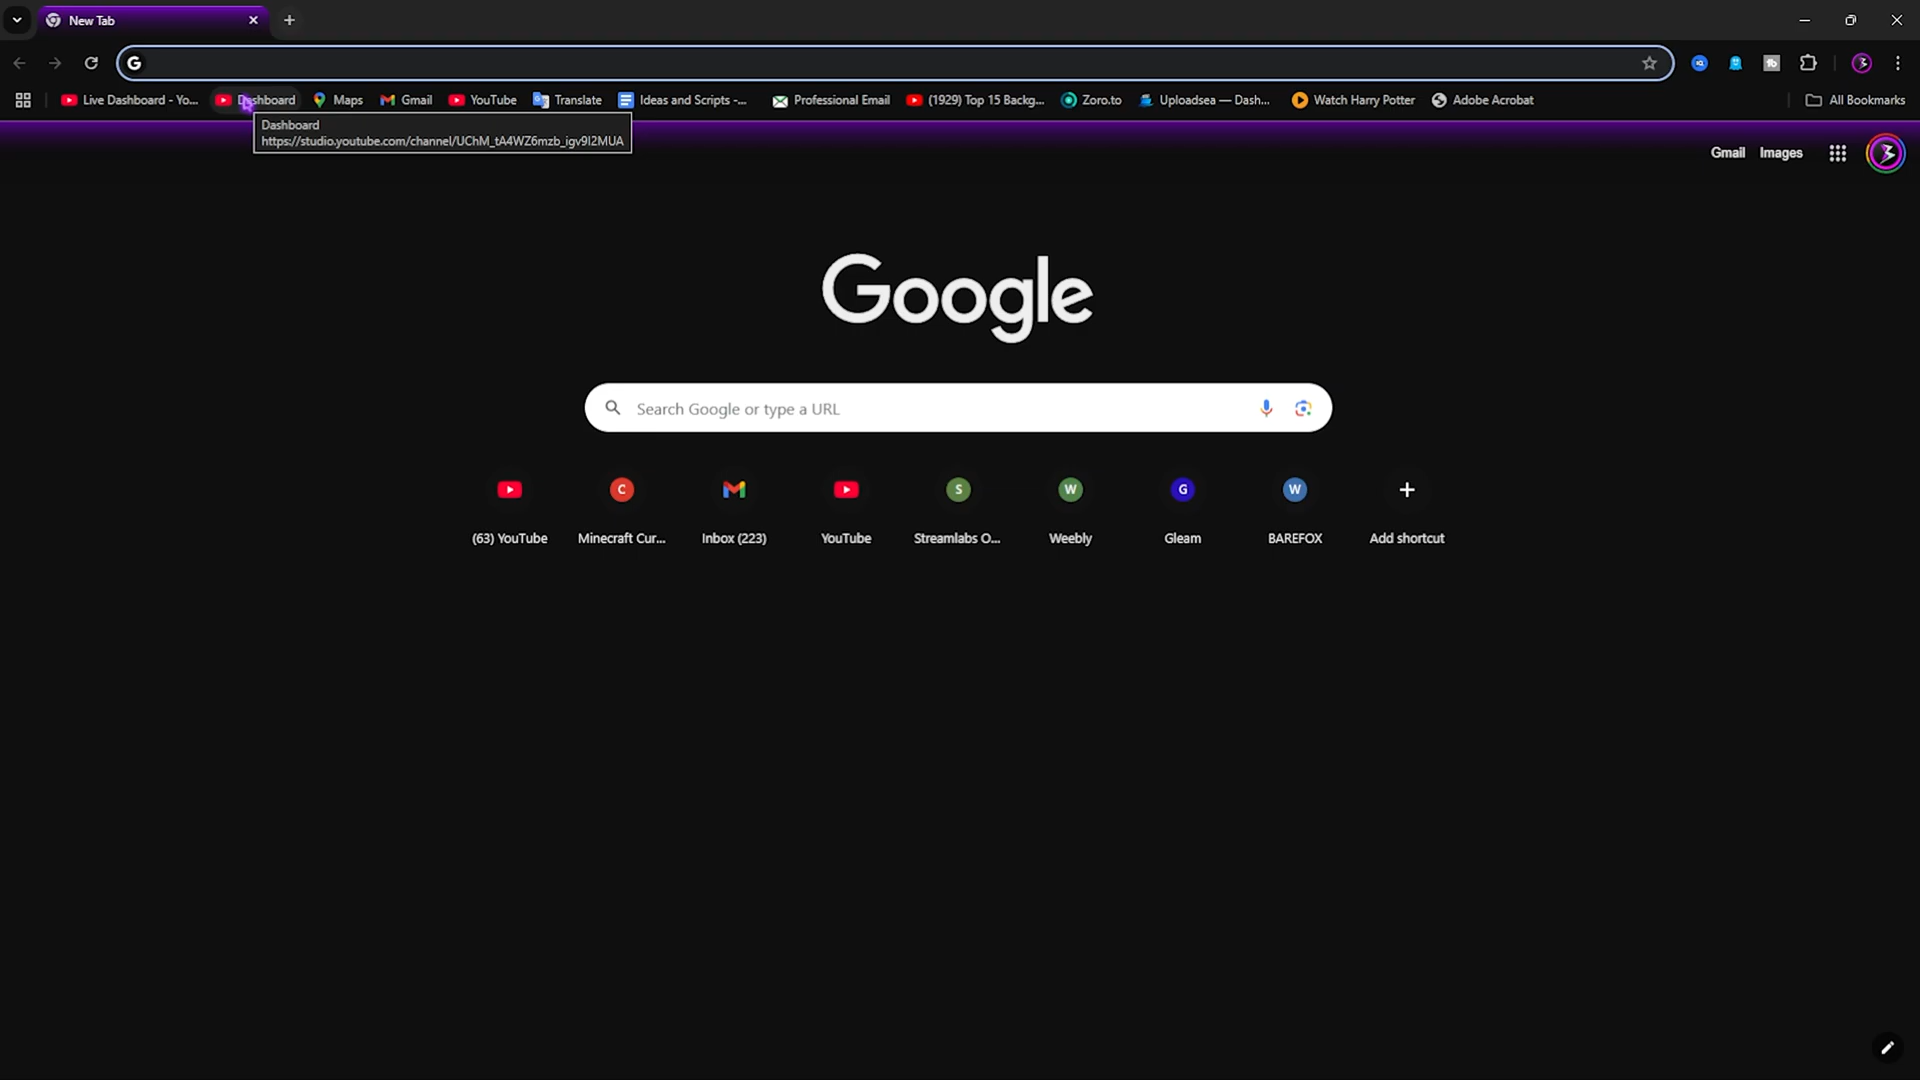 New Tab
Live Dashboard - Yo...
Dashboard
Maps
Gmail
YouTube
Translate
Ideas and Scripts -...
Professional Email
(1929) Top 15 Backg...
Zoro.to
Uploadsea — Dash...
Watch Harry Potter
Adobe Acrobat
All Bookmarks
Dashboard
https://studio.youtube.com/channel/UChM_tA4WZ6mzb_igv9I2MUA
Gmail
Images
Google
Search Google or type a URL
C
S
W
G
W
(63) YouTube
Minecraft Cur...
Inbox (223)
YouTube
Streamlabs O...
Weebly
Gleam
BAREFOX
Add shortcut